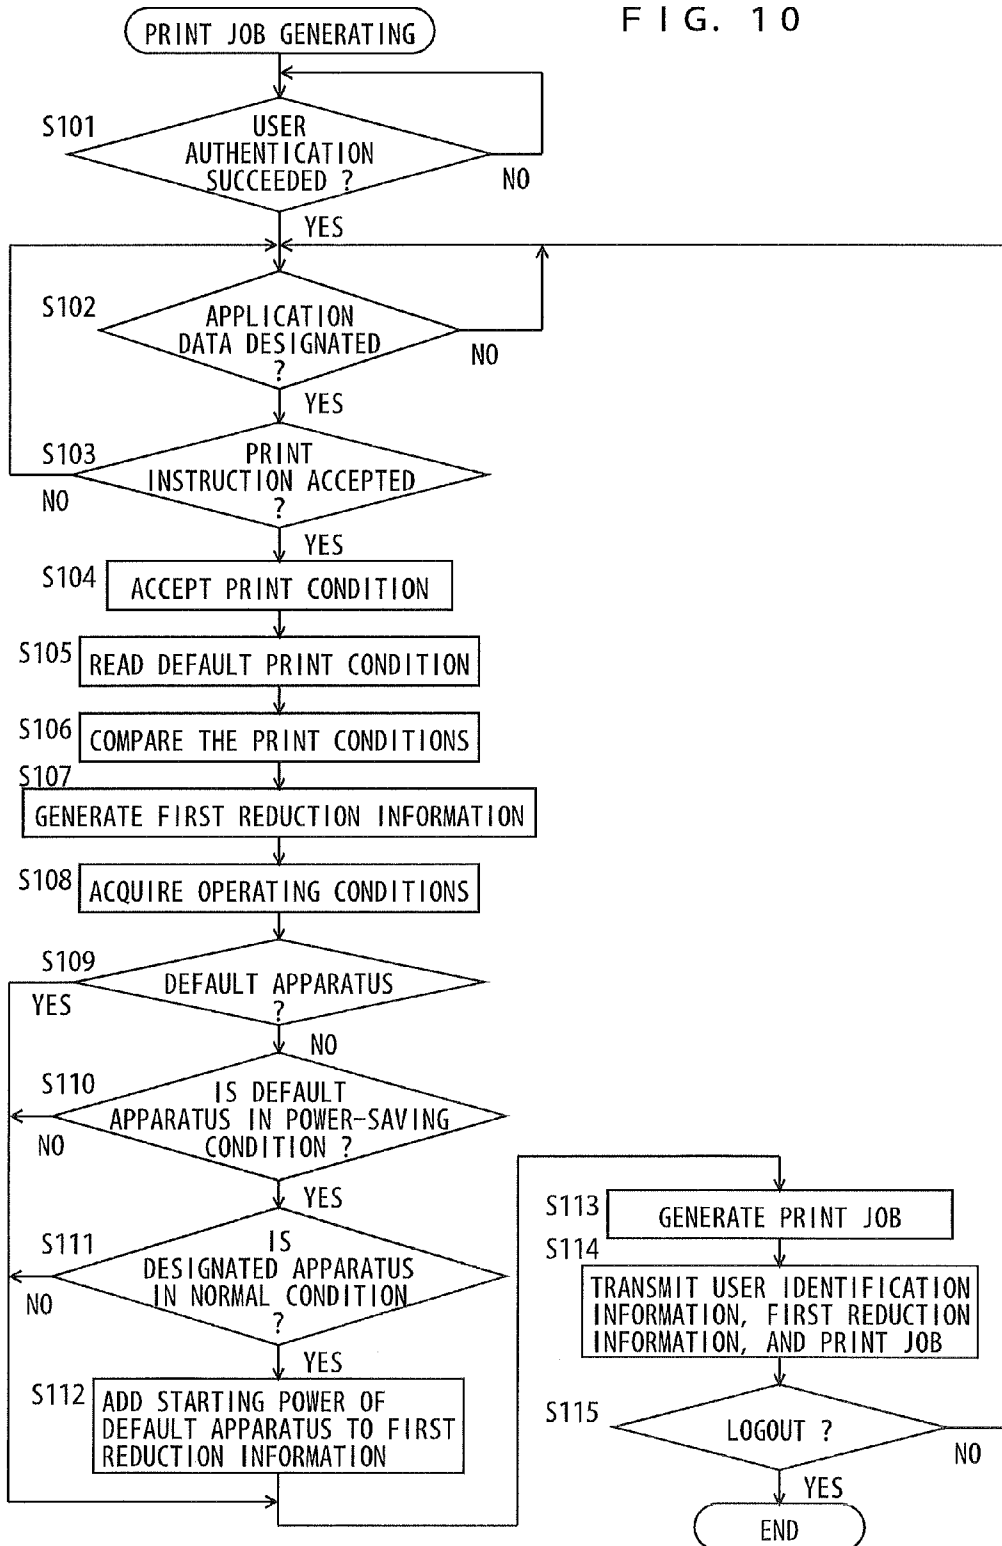 FIG. 10
PRINT JOB GENERATING
S101
USER
AUTHENTICATION
SUCCEEDED ?
NO
YES
S102
APPLICATION
DATA DESIGNATED
?
NO
YES
S103
PRINT
INSTRUCTION ACCEPTED
?
NO
YES
S104
ACCEPT PRINT CONDITION
S105
READ DEFAULT PRINT CONDITION
S106
COMPARE THE PRINT CONDITIONS
S107
GENERATE FIRST REDUCTION INFORMATION
S108
ACQUIRE OPERATING CONDITIONS
S109
DEFAULT APPARATUS
?
YES
NO
S110
IS DEFAULT
APPARATUS IN POWER-SAVING
CONDITION ?
NO
YES
S111
IS
DESIGNATED APPARATUS
IN NORMAL CONDITION
?
NO
YES
S112
ADD STARTING POWER OF
DEFAULT APPARATUS TO FIRST
REDUCTION INFORMATION
S113
GENERATE PRINT JOB
S114
TRANSMIT USER IDENTIFICATION
INFORMATION, FIRST REDUCTION
INFORMATION, AND PRINT JOB
S115
LOGOUT ?
NO
YES
END